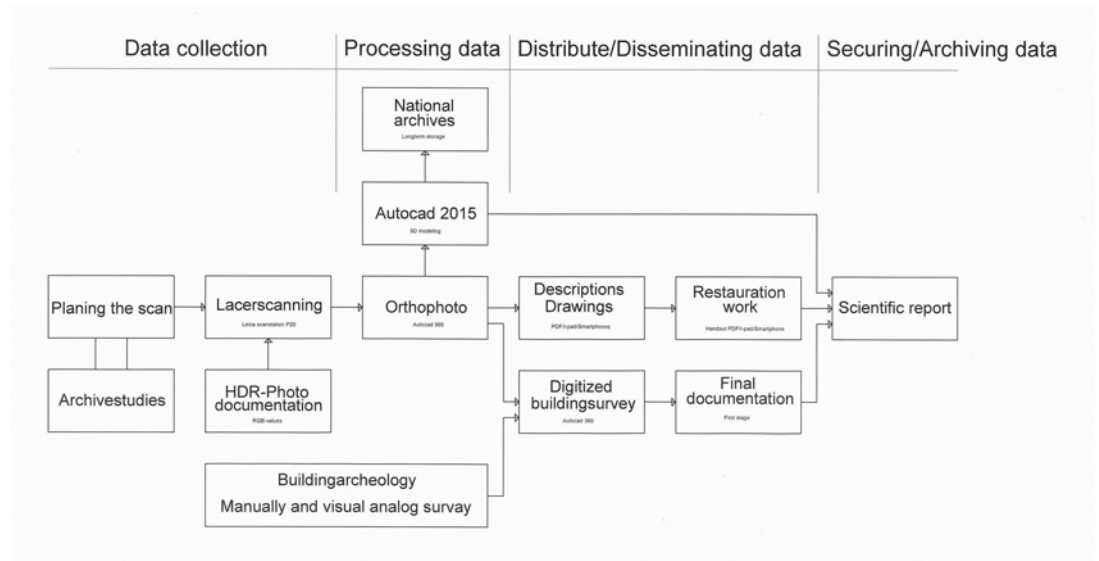 Data collection
Processing data
Distribute/Disseminating data
Securing/Archiving data
National
archives
Longterm storage
Autocad 2015
3D modeling
Planing the scan
Lacerscanning
Leica scanstation P20
Orthophoto
Autocad 360
Descriptions
Drawings
PDF/I-pad/Smartphones
Restauration
work
Handout PDF/I-pad/Smartphone
Scientific report
Archivestudies
HDR-Photo
documentation
RGB-values
Digitized
buildingsurvey
Autocad 360
Final
documentation
First stage
Buildingarcheology
Manually and visual analog survay